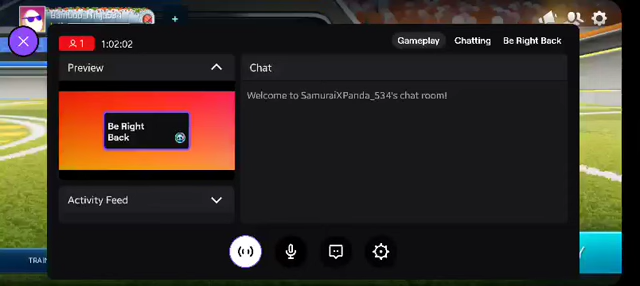 1
1:02:02
Gameplay
Chatting
Be Right Back
Preview
Chat
Welcome to SamuraiXPanda_534's chat room!
Be Right
Back
Activity Feed
TRAIN